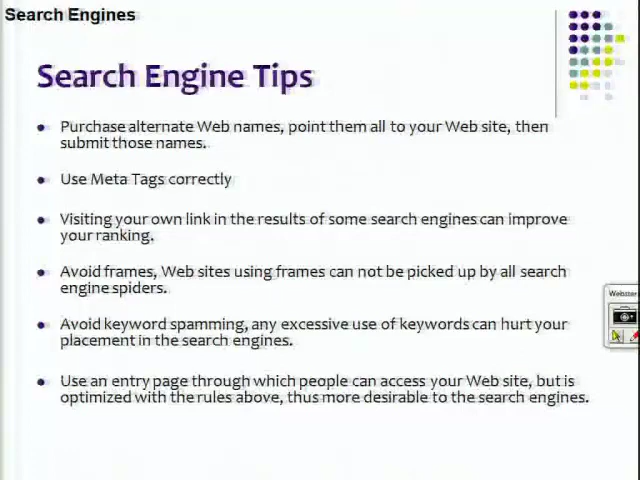 Search Engines
Search Engine Tips
Purchase alternate Web names, point them all to your Web site, then
submit those names.
Use Meta Tags correctly
Visiting your own link in the results of some search engines can improve
your ranking.
Avoid frames, Web sites using frames can not be picked up by all search
engine spiders.
Avoid keyword spamming, any excessive use of keywords can hurt your
placement in the search engines.
Use an entry page through which people can access your Web site, but is
optimized with the rules above, thus more desirable to the search engines.